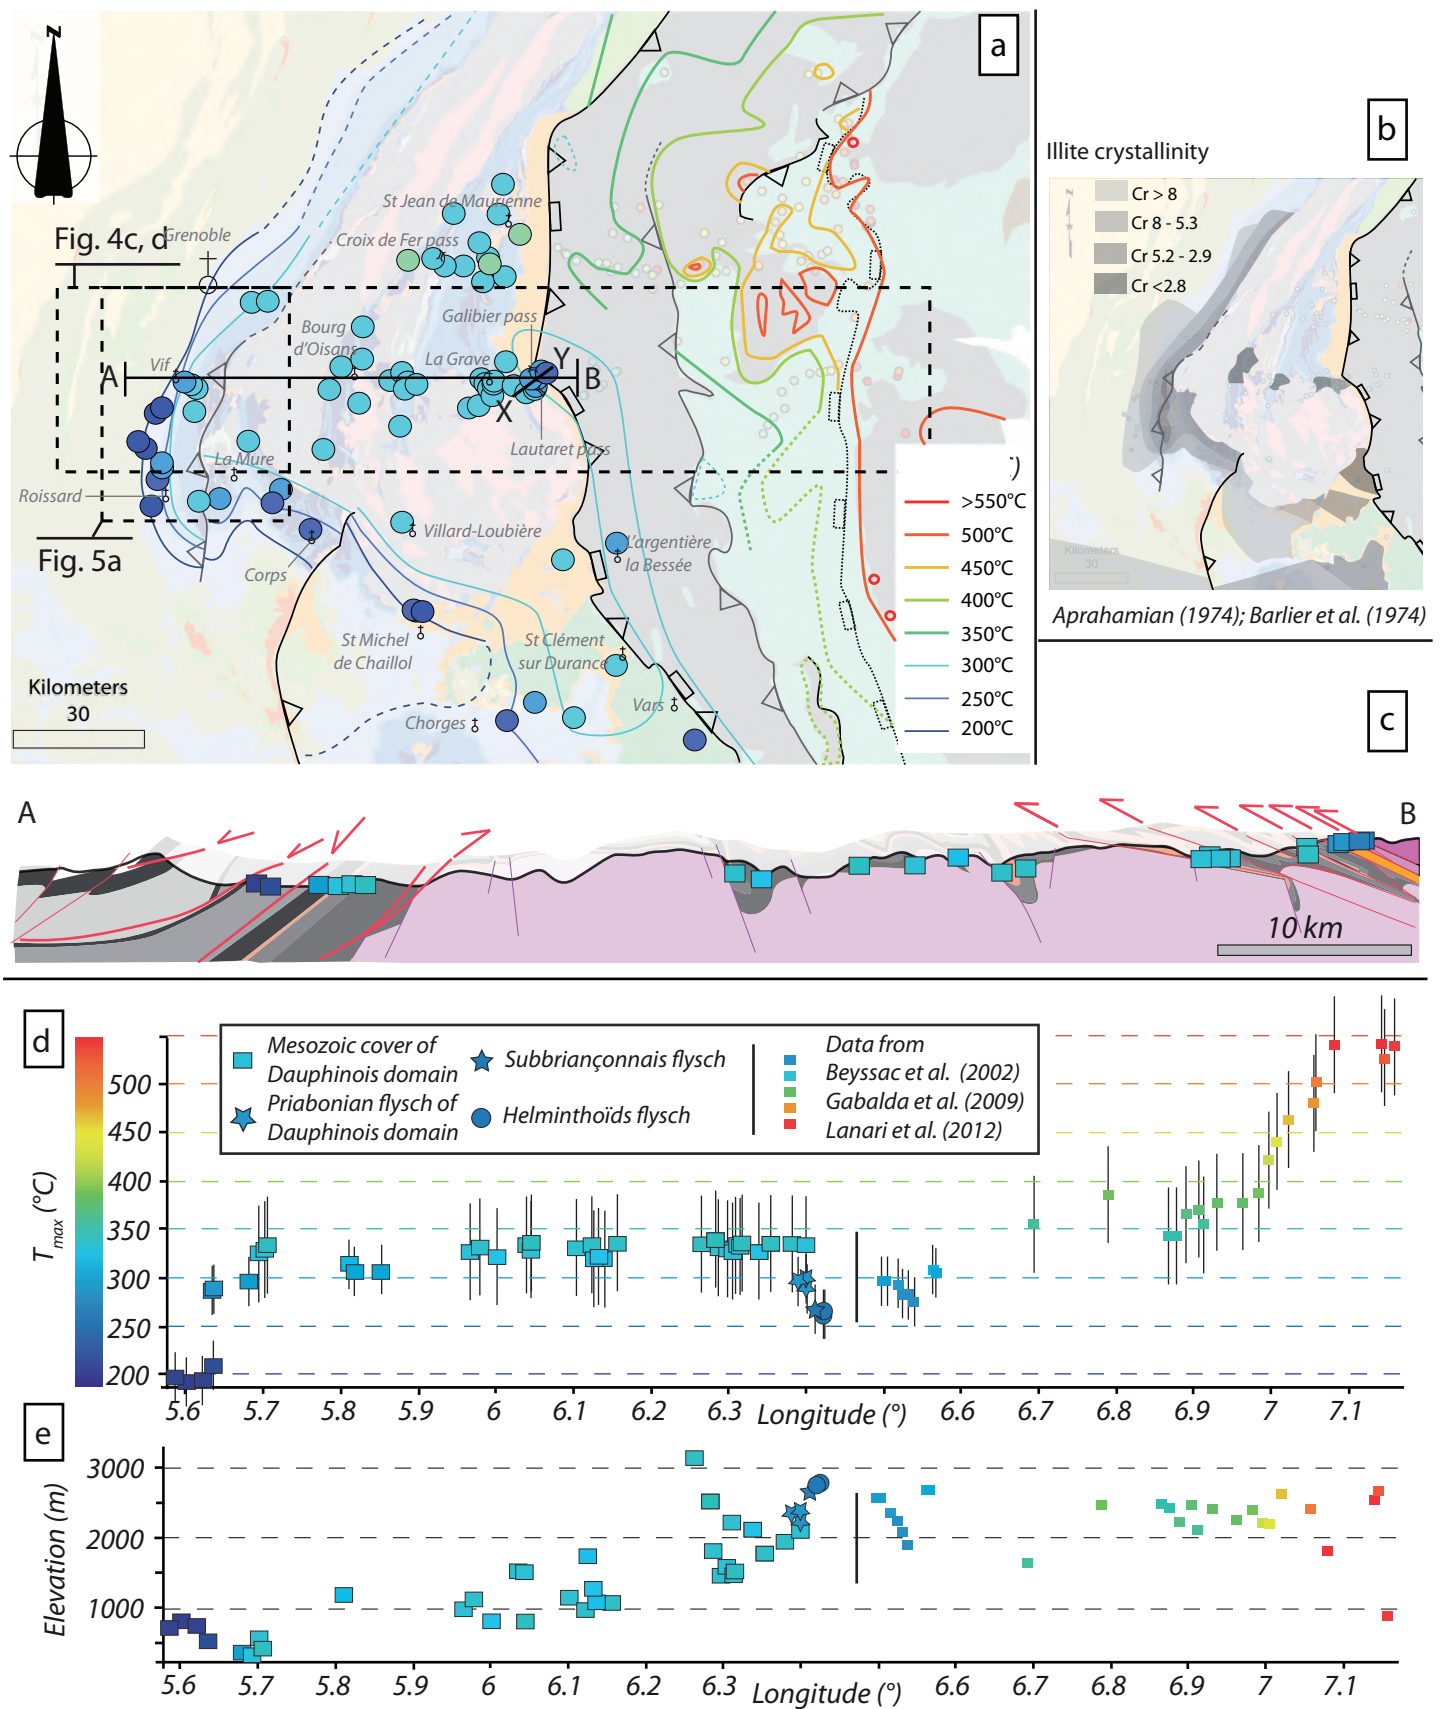 N
a
St Jean de Maurienne
Fig. 4c, d
Grenoble
Croix de Fer pass
Galibier pass
Bourg
d'Oisans
La Grave
Vif
A
Y
B
X
Lautaret pass
La Mure
Roissard
Villard-Loubière
L'argentière
la Bessée
Fig. 5a
Corps
St Michel
de Chaillol
St Clément
sur Durance
Vars
Chorges
Kilometers
30
)
>550°C
500°C
450°C
400°C
350°C
300°C
250°C
200°C
b
Illite crystallinity
N
Cr > 8
Cr 8 - 5.3
Cr 5.2 - 2.9
Cr <2.8
Kilometers
30
Aprahamian (1974); Barlier et al. (1974)
c
A
B
10 km
d
Mesozoic cover of
Dauphinois domain
Priabonian flysch of
Dauphinois domain
Subbriançonnais flysch
Helminthoïds flysch
Data from
Beyssac et al. (2002)
Gabalda et al. (2009)
Lanari et al. (2012)
Tmax (°C)
500
450
400
350
300
250
200
5.6 5.7 5.8 5.9 6 6.1 6.2 6.3 Longitude (°) 6.6 6.7 6.8 6.9 7 7.1
e
Elevation (m)
3000
2000
1000
5.6 5.7 5.8 5.9 6 6.1 6.2 6.3 Longitude (°) 6.6 6.7 6.8 6.9 7 7.1